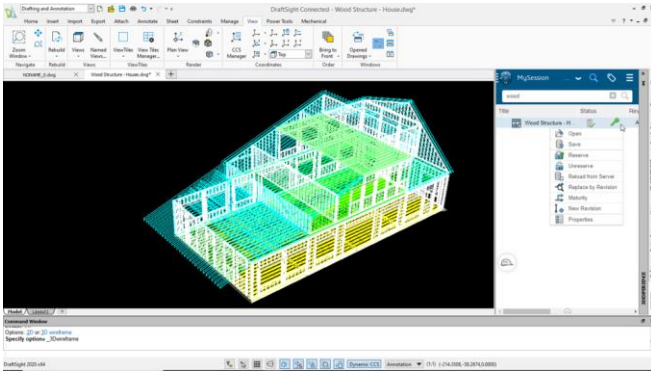 Drafting and Annotation
DraftSight Connected - Wood Structure - House.dwg*
Home Insert Import Export Attach Annotate Sheet Constraints Manage View Power Tools Mechanical
Zoom Window Rebuild Views Named Views... ViewTiles View Tiles Manager... Plan View CCS Manager Top Bring to Front Opened Drawings
Navigate Rebuild Views ViewTiles Render Coordinates Order Windows
NONAME_0.dwg Wood Structure - House.dwg*
MySession ...
wood
Title Status Rev
Wood Structure - H A
Open
Save
Reserve
Unreserve
Reload from Server
Replace by Revision
Maturity
New Revision
Properties
3DEXPERIENCE
Model Layout1
Command Window
Options: 2D or 3D wireframe
Specify option» _3Dwireframe
DraftSight 2020 x64 Dynamic CCS Annotation (1:1)